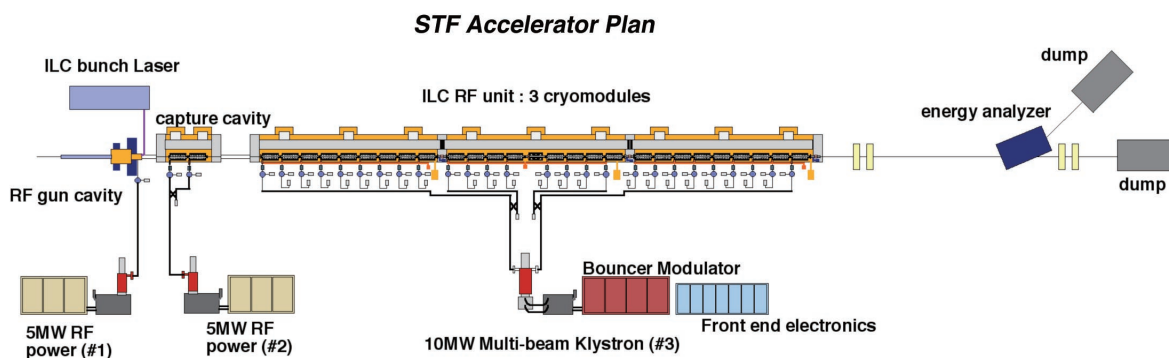 STF Accelerator Plan
ILC bunch Laser
capture cavity
ILC RF unit : 3 cryomodules
dump
energy analyzer
RF gun cavity
dump
5MW RF
power (#1)
5MW RF
power (#2)
Bouncer Modulator
10MW Multi-beam Klystron (#3)
Front end electronics